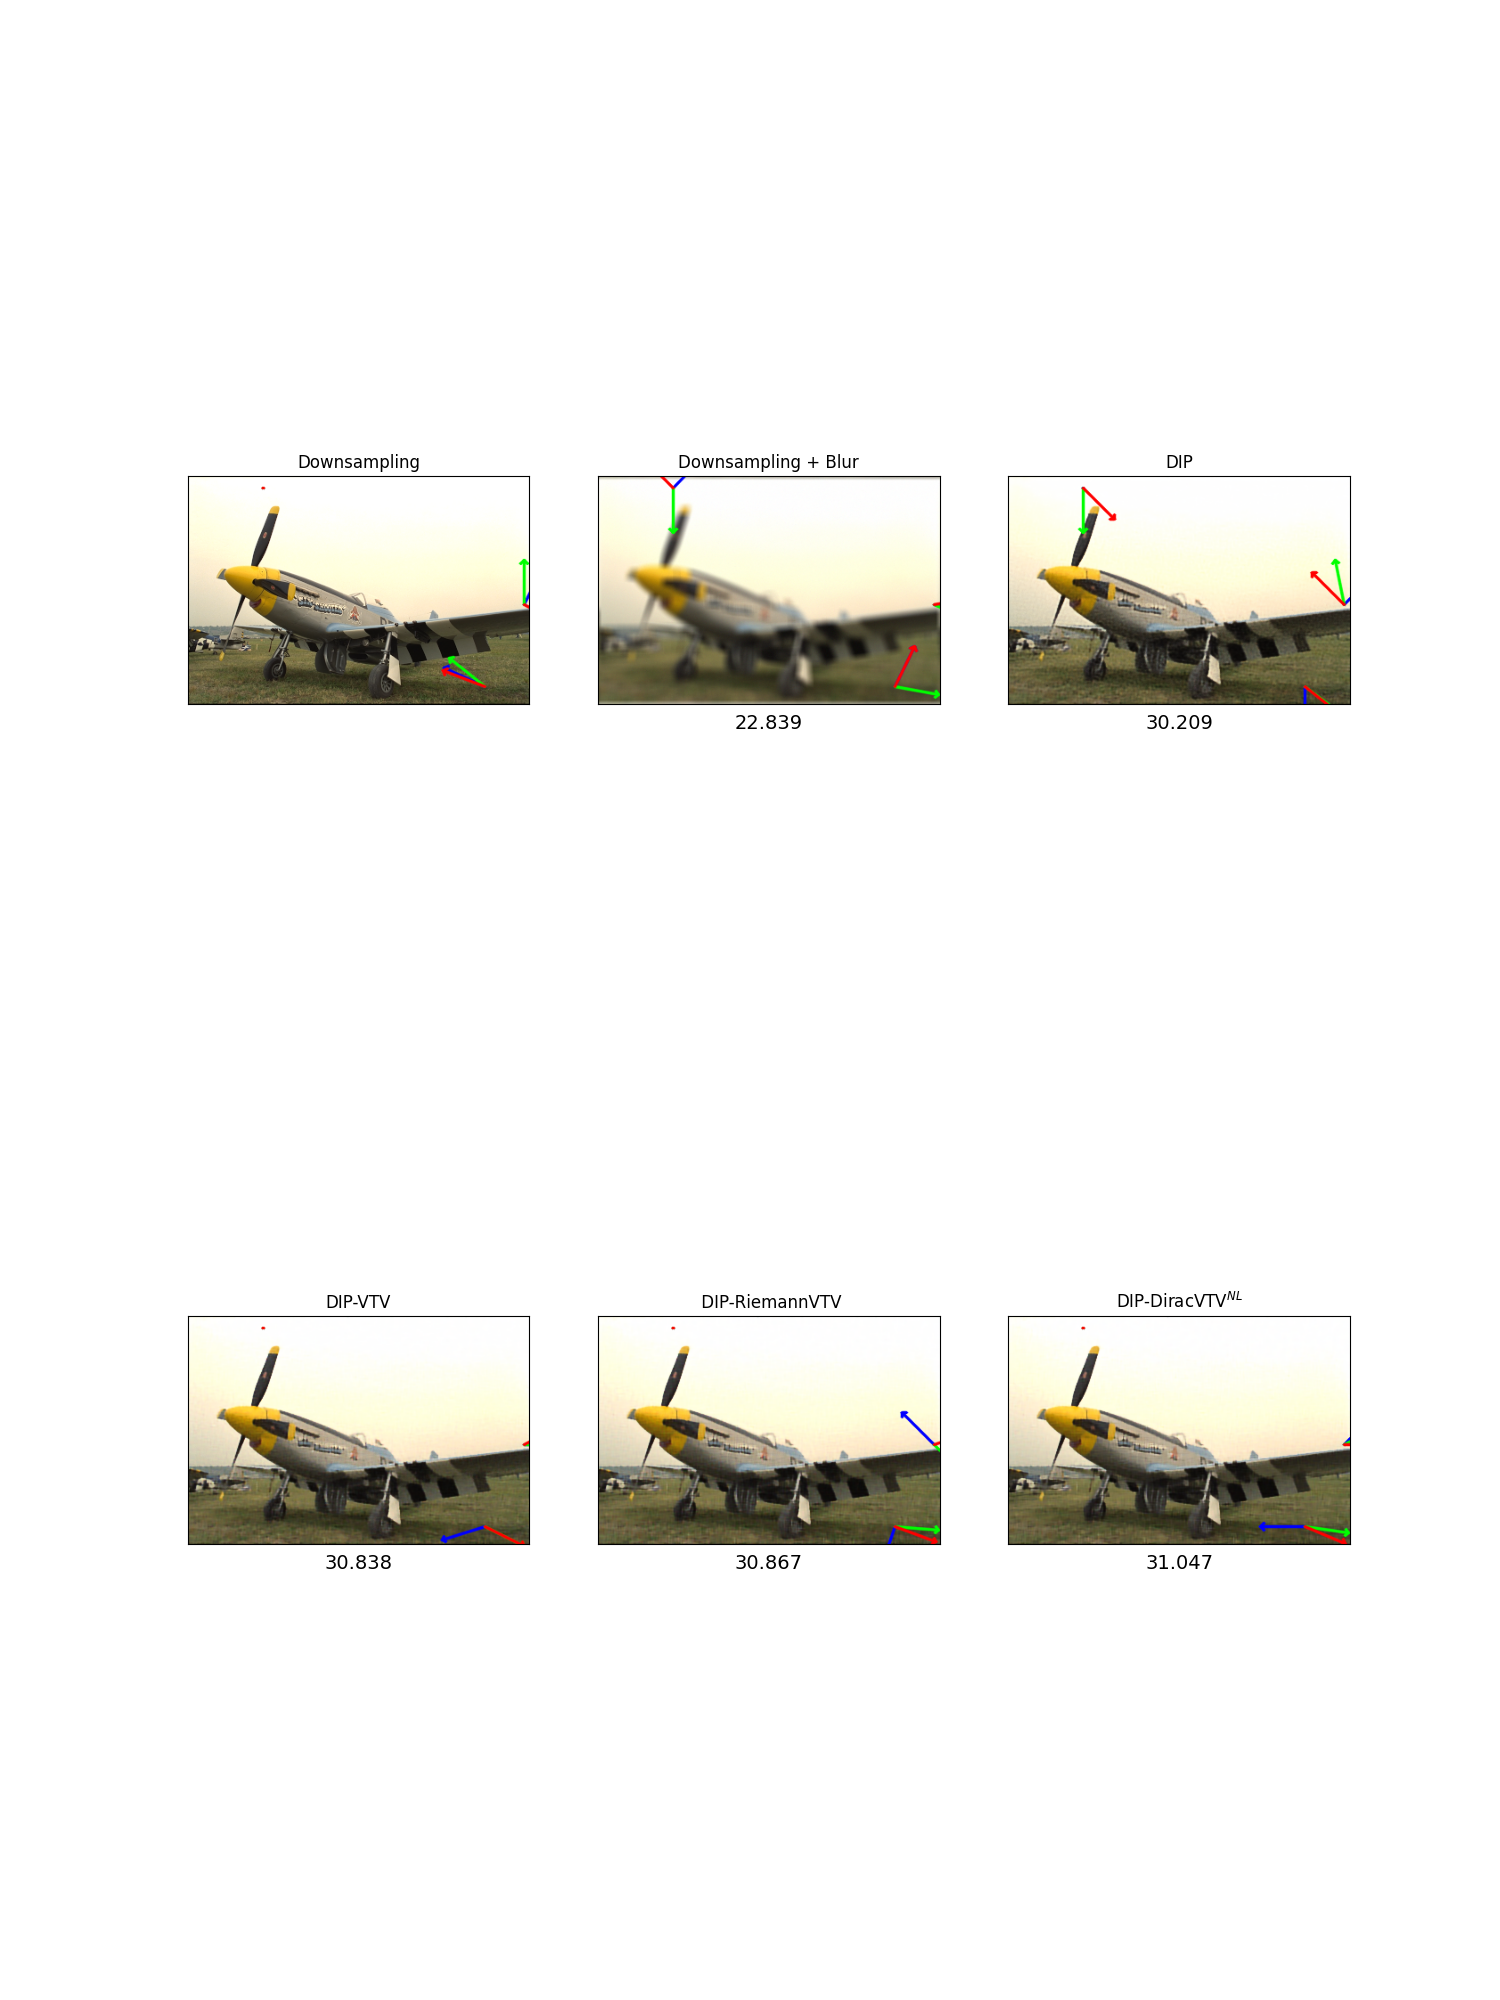 Downsampling
Downsampling + Blur
DIP
22.839
30.209
DIP-VTV
DIP-RiemannVTV
DIP-DiracVTV^NL
30.838
30.867
31.047